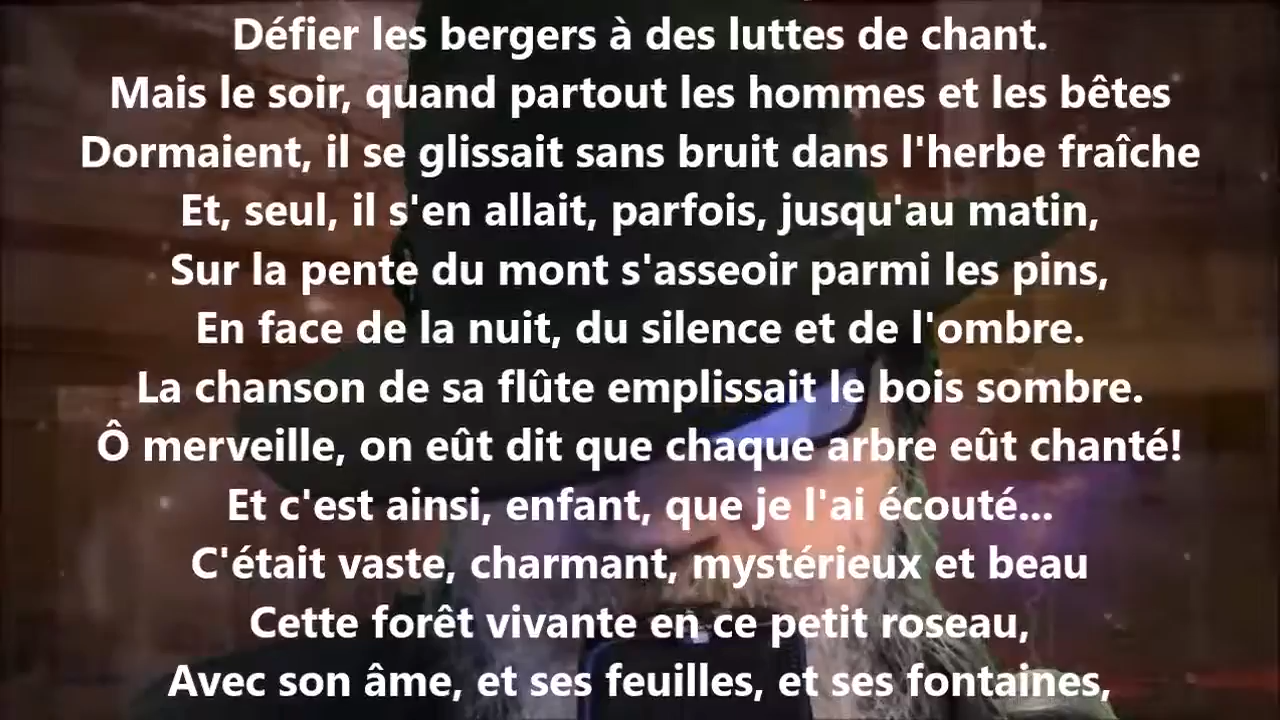 Défier les bergers à des luttes de chant.
Mais le soir, quand partout les hommes et les bêtes
Dormaient, il se glissait sans bruit dans l'herbe fraîche
Et, seul, il s'en allait, parfois, jusqu'au matin,
Sur la pente du mont s'asseoir parmi les pins,
En face de la nuit, du silence et de l'ombre.
La chanson de sa flûte emplissait le bois sombre.
Ô merveille, on eût dit que chaque arbre eût chanté!
Et c'est ainsi, enfant, que je l'ai écouté...
C'était vaste, charmant, mystérieux et beau
Cette forêt vivante en ce petit roseau,
Avec son âme, et ses feuilles, et ses fontaines,